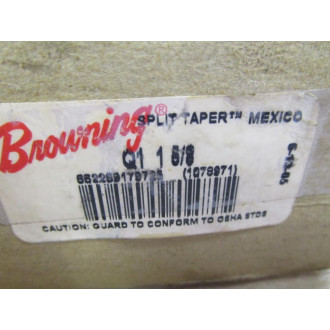 Browning®
SPLIT TAPER™ MEXICO
Q1 1 5/8
(1078971)
CAUTION: GUARD TO CONFORM TO OSHA STDS